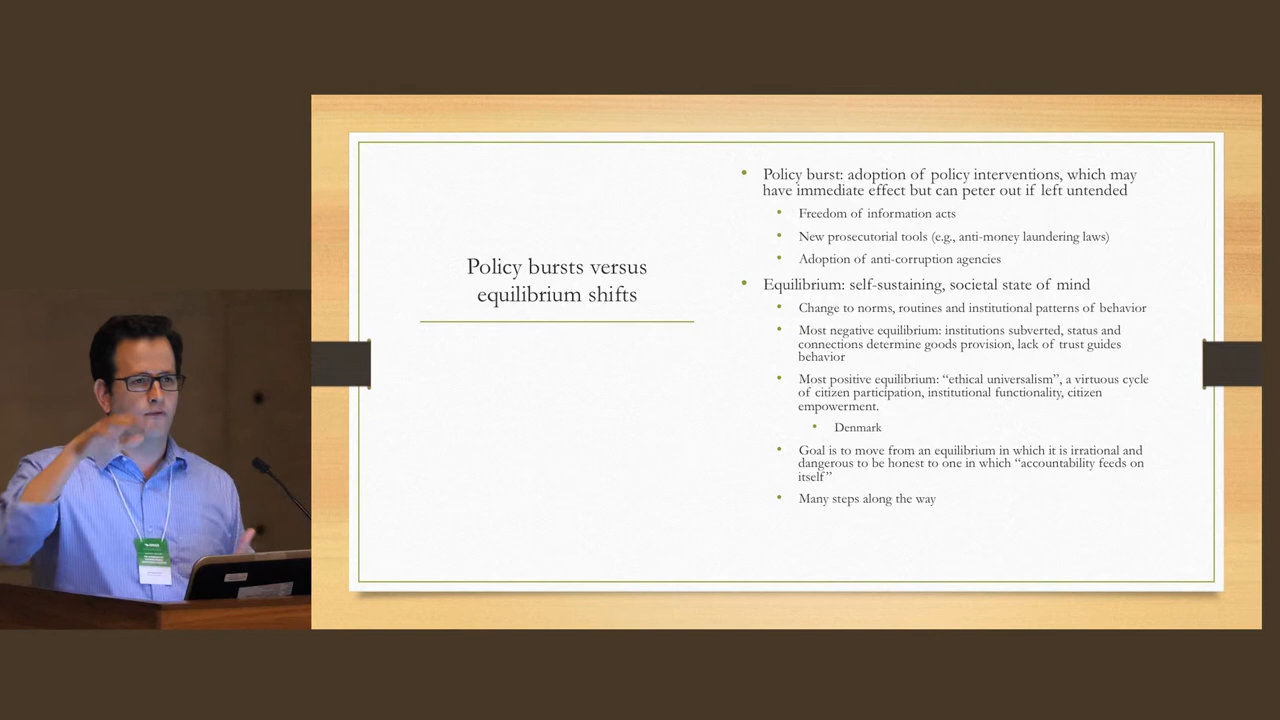 Policy bursts versus
equilibrium shifts
Policy burst: adoption of policy interventions, which may
have immediate effect but can peter out if left untended
Freedom of information acts
New prosecutorial tools (e.g., anti-money laundering laws)
Adoption of anti-corruption agencies
Equilibrium: self-sustaining, societal state of mind
Change to norms, routines and institutional patterns of behavior
Most negative equilibrium: institutions subverted, status and
connections determine goods provision, lack of trust guides
behavior
Most positive equilibrium: “ethical universalism”, a virtuous cycle
of citizen participation, institutional functionality, citizen
empowerment.
Denmark
Goal is to move from an equilibrium in which it is irrational and
dangerous to be honest to one in which “accountability feeds on
itself”
Many steps along the way